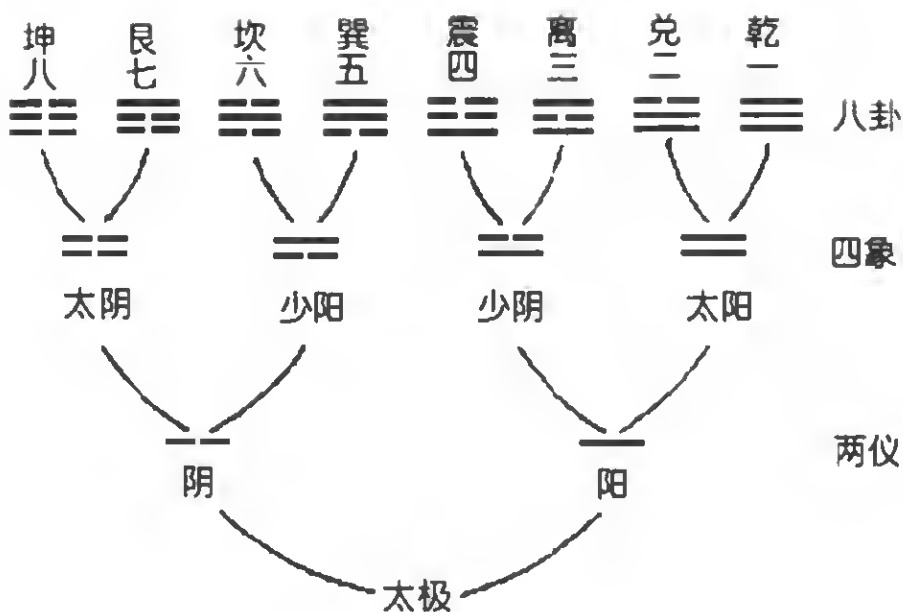 坤八 艮七 坎六 巽五 震四 离三 兑二 乾一
八卦
四象
太阴 少阳 少阴 太阳
两仪
阴 阳
太极